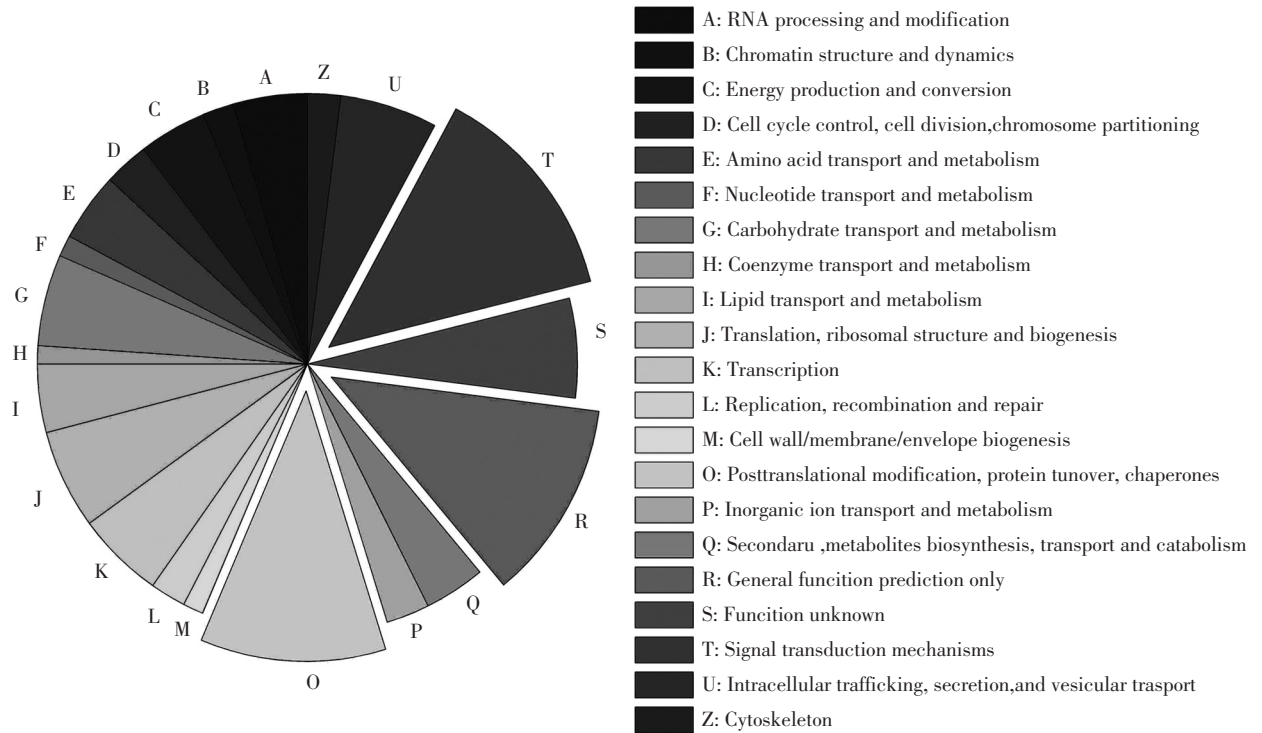 Z
U
T
S
R
Q
P
O
M
L
K
J
I
H
G
F
E
D
C
B
A
A: RNA processing and modification
B: Chromatin structure and dynamics
C: Energy production and conversion
D: Cell cycle control, cell division,chromosome partitioning
E: Amino acid transport and metabolism
F: Nucleotide transport and metabolism
G: Carbohydrate transport and metabolism
H: Coenzyme transport and metabolism
I: Lipid transport and metabolism
J: Translation, ribosomal structure and biogenesis
K: Transcription
L: Replication, recombination and repair
M: Cell wall/membrane/envelope biogenesis
O: Posttranslational modification, protein tunover, chaperones
P: Inorganic ion transport and metabolism
Q: Secondaru ,metabolites biosynthesis, transport and catabolism
R: General funcition prediction only
S: Funcition unknown
T: Signal transduction mechanisms
U: Intracellular trafficking, secretion,and vesicular trasport
Z: Cytoskeleton